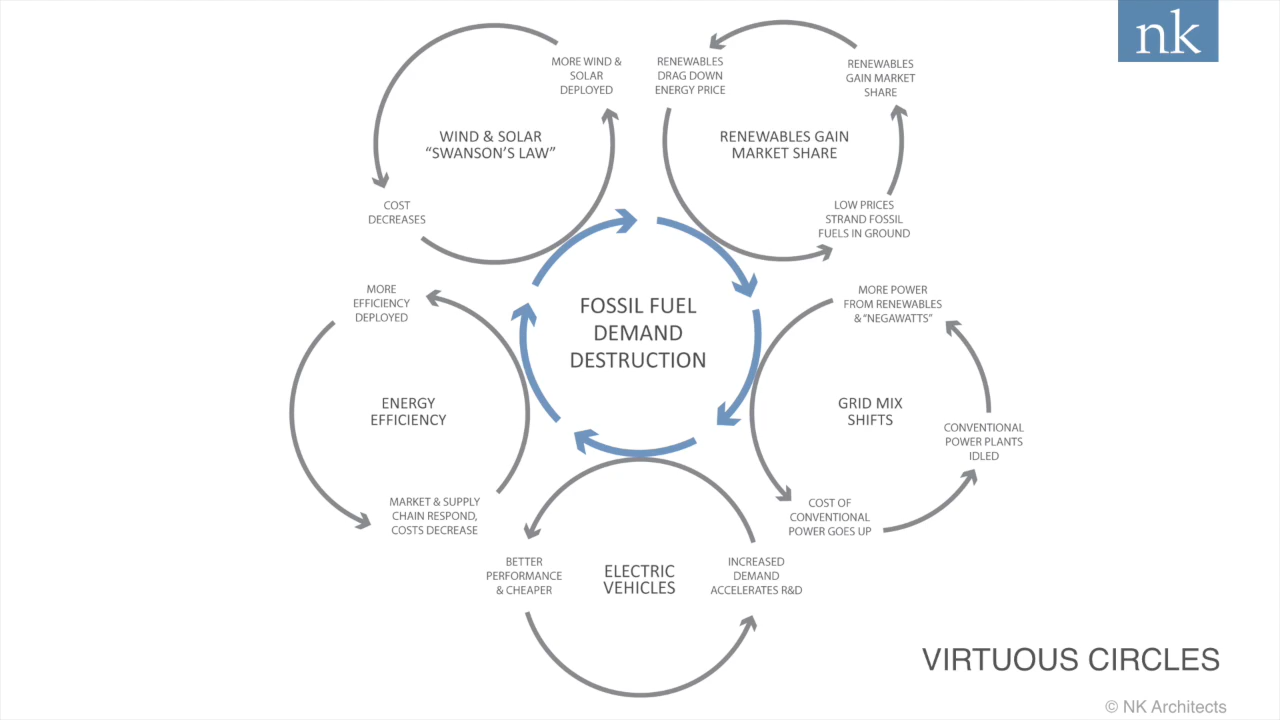 nk
MORE WIND &
SOLAR
DEPLOYED
WIND & SOLAR
“SWANSON’S LAW”
COST
DECREASES
RENEWABLES
DRAG DOWN
ENERGY PRICE
RENEWABLES
GAIN MARKET
SHARE
RENEWABLES GAIN
MARKET SHARE
LOW PRICES
STRAND FOSSIL
FUELS IN GROUND
FOSSIL FUEL
DEMAND
DESTRUCTION
MORE
EFFICIENCY
DEPLOYED
ENERGY
EFFICIENCY
MARKET & SUPPLY
CHAIN RESPOND,
COSTS DECREASE
MORE POWER
FROM RENEWABLES
& “NEGAWATTS”
GRID MIX
SHIFTS
CONVENTIONAL
POWER PLANTS
IDLED
COST OF
CONVENTIONAL
POWER GOES UP
BETTER
PERFORMANCE
& CHEAPER
ELECTRIC
VEHICLES
INCREASED
DEMAND
ACCELERATES R&D
VIRTUOUS CIRCLES
© NK Architects